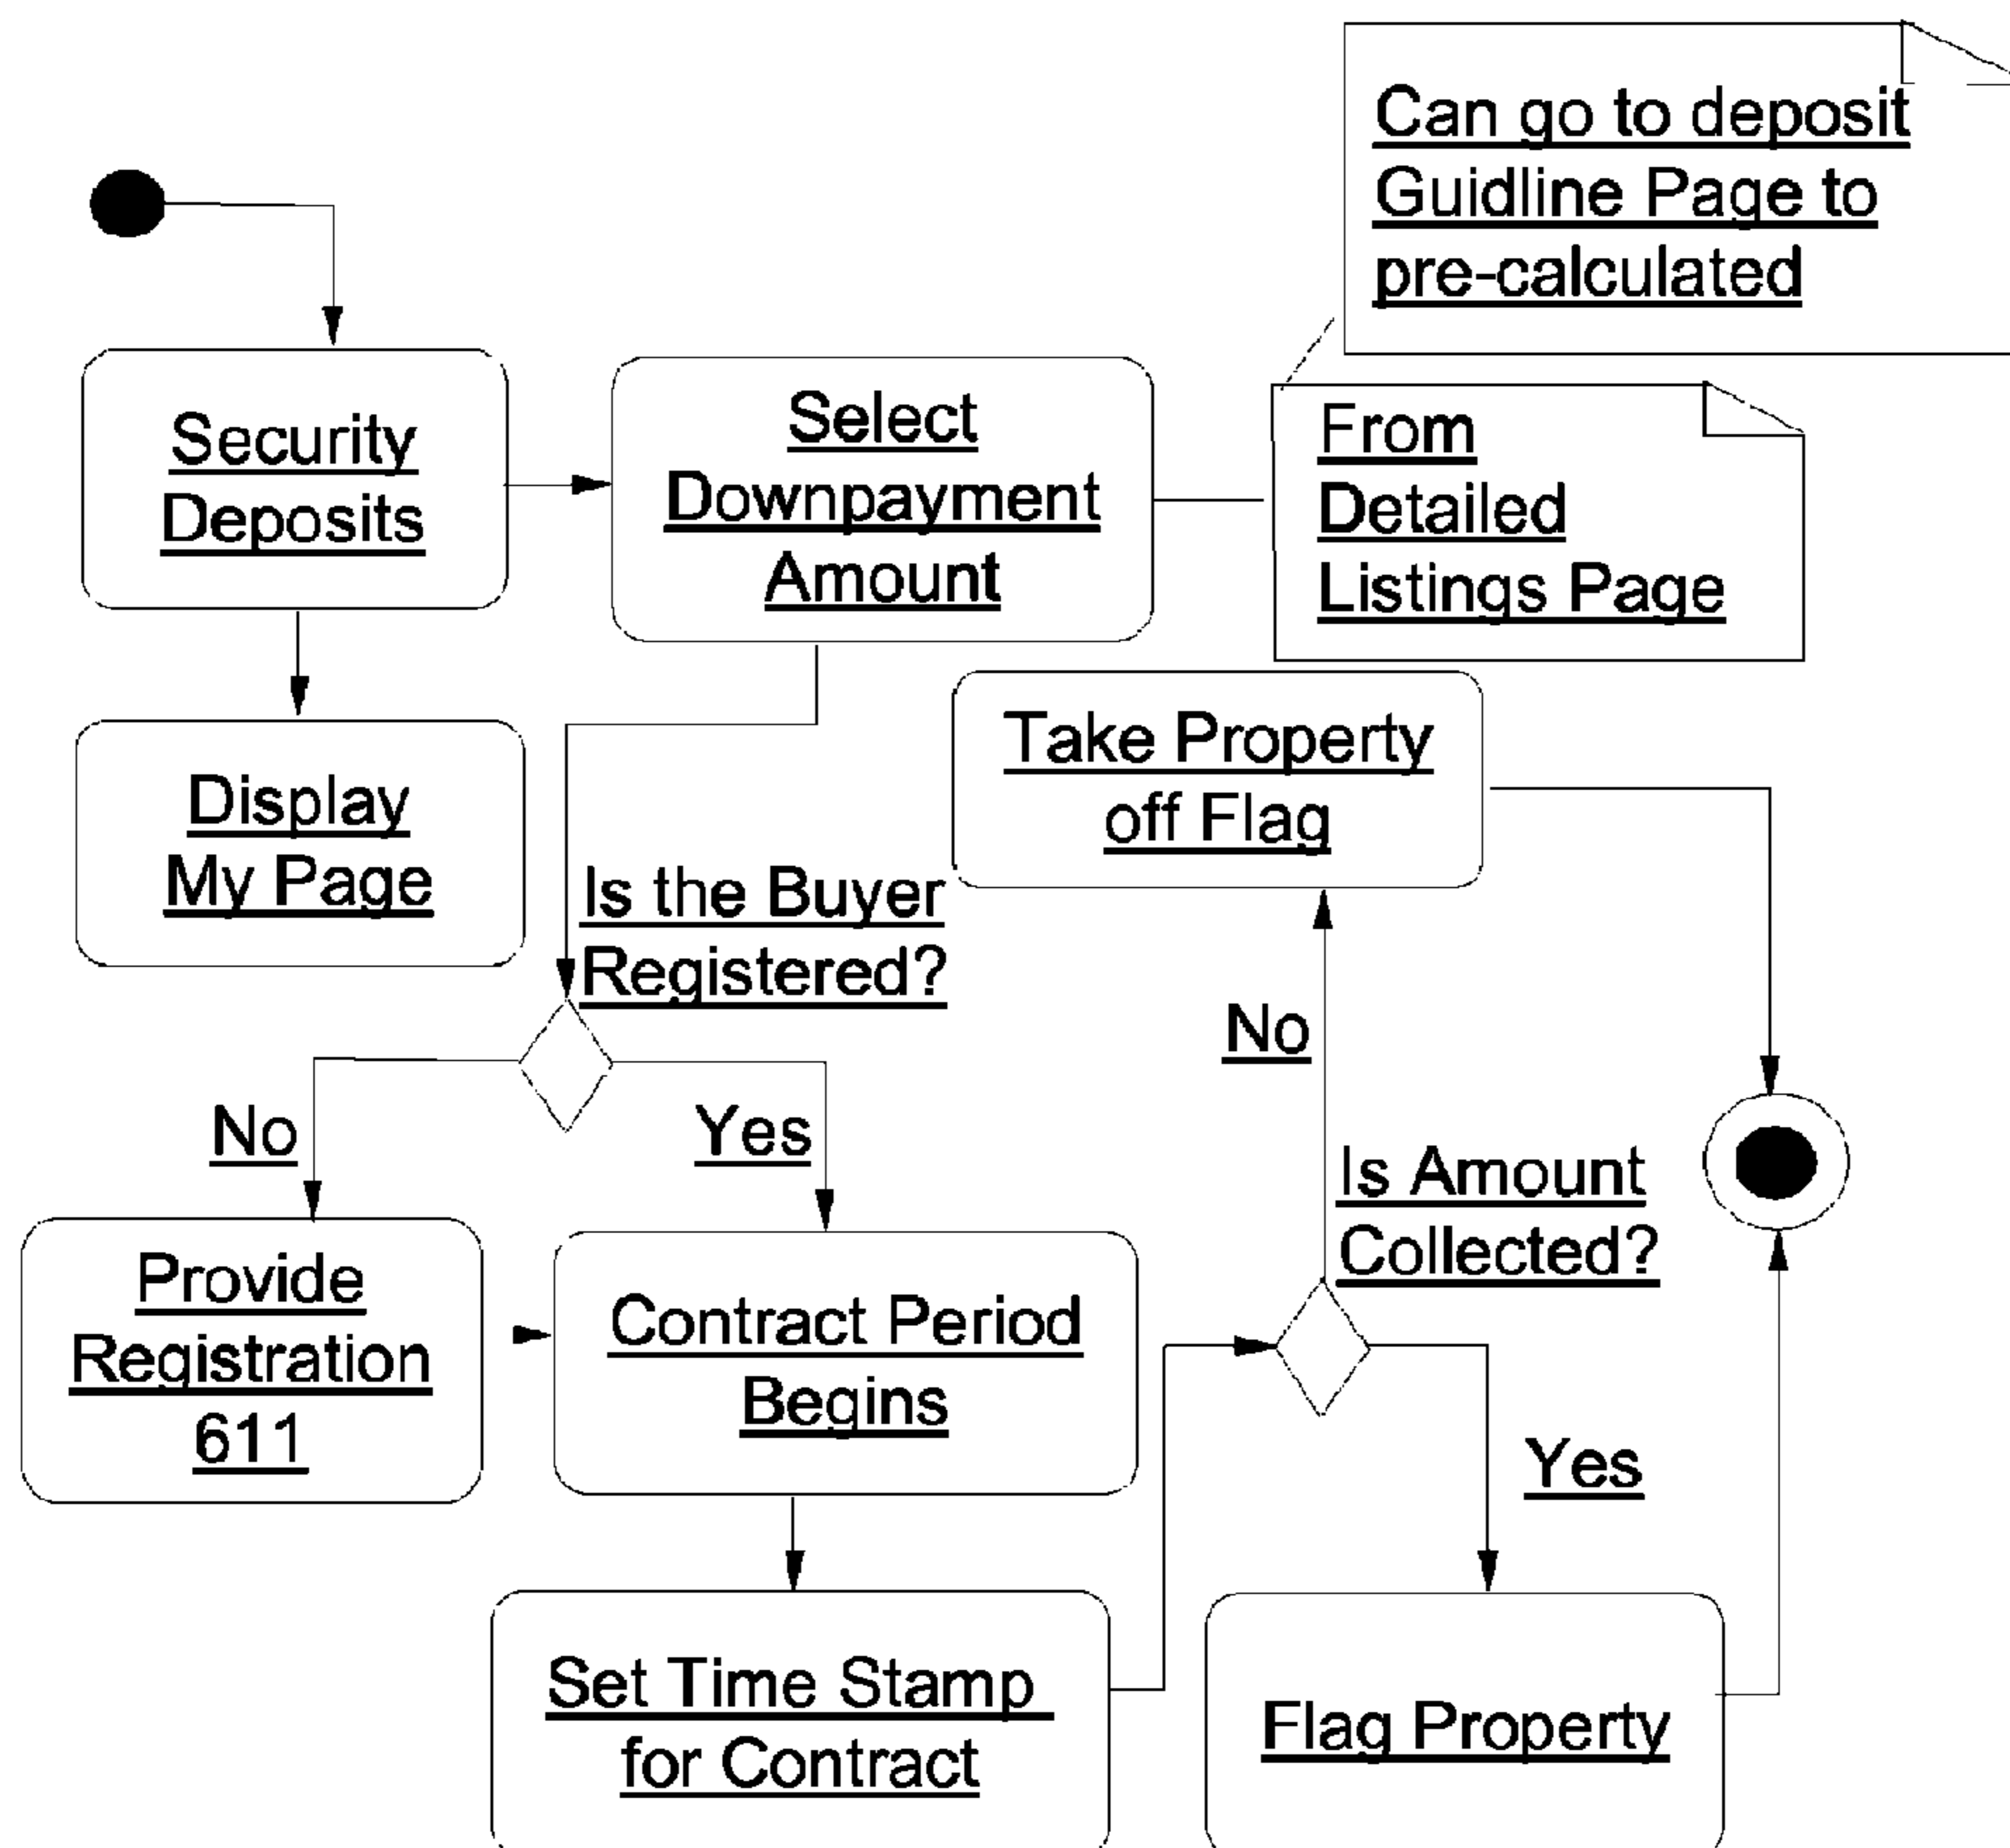 Can go to deposit
Guidline Page to
pre-calculated
Security
Deposits
Select
Downpayment
Amount
From
Detailed
Listings Page
Display
My Page
Take Property
off Flag
Is the Buyer
Registered?
No
Yes
No
Is Amount
Collected?
Provide
Registration
611
Contract Period
Begins
Yes
Set Time Stamp
for Contract
Flag Property